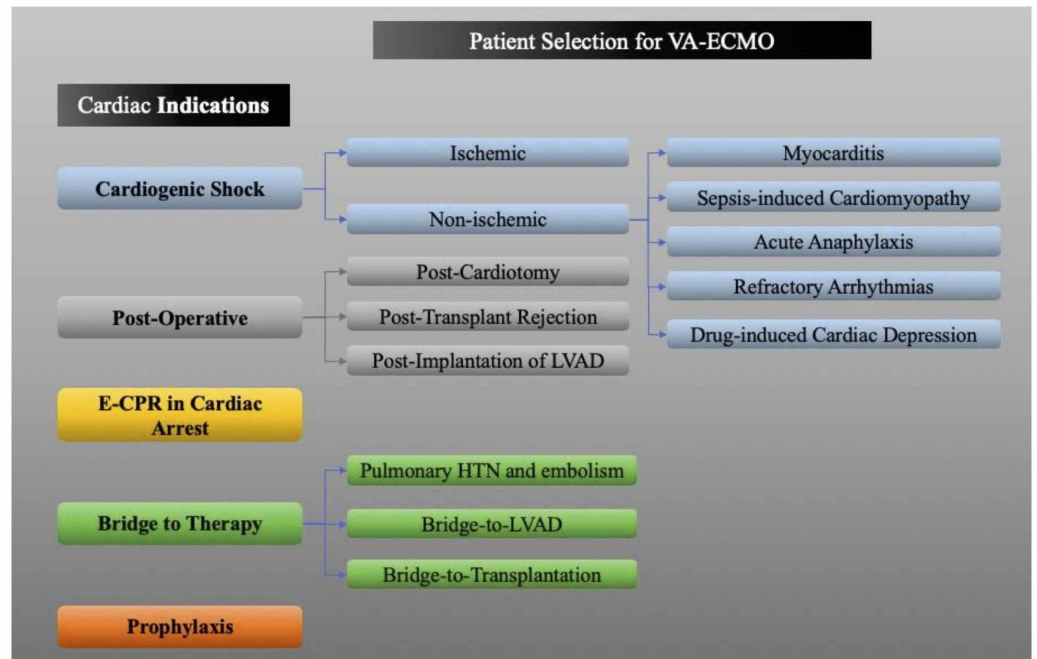 Patient Selection for VA-ECMO
Cardiac Indications
Cardiogenic Shock
Ischemic
Non-ischemic
Myocarditis
Sepsis-induced Cardiomyopathy
Acute Anaphylaxis
Refractory Arrhythmias
Drug-induced Cardiac Depression
Post-Operative
Post-Cardiotomy
Post-Transplant Rejection
Post-Implantation of LVAD
E-CPR in Cardiac
Arrest
Bridge to Therapy
Pulmonary HTN and embolism
Bridge-to-LVAD
Bridge-to-Transplantation
Prophylaxis